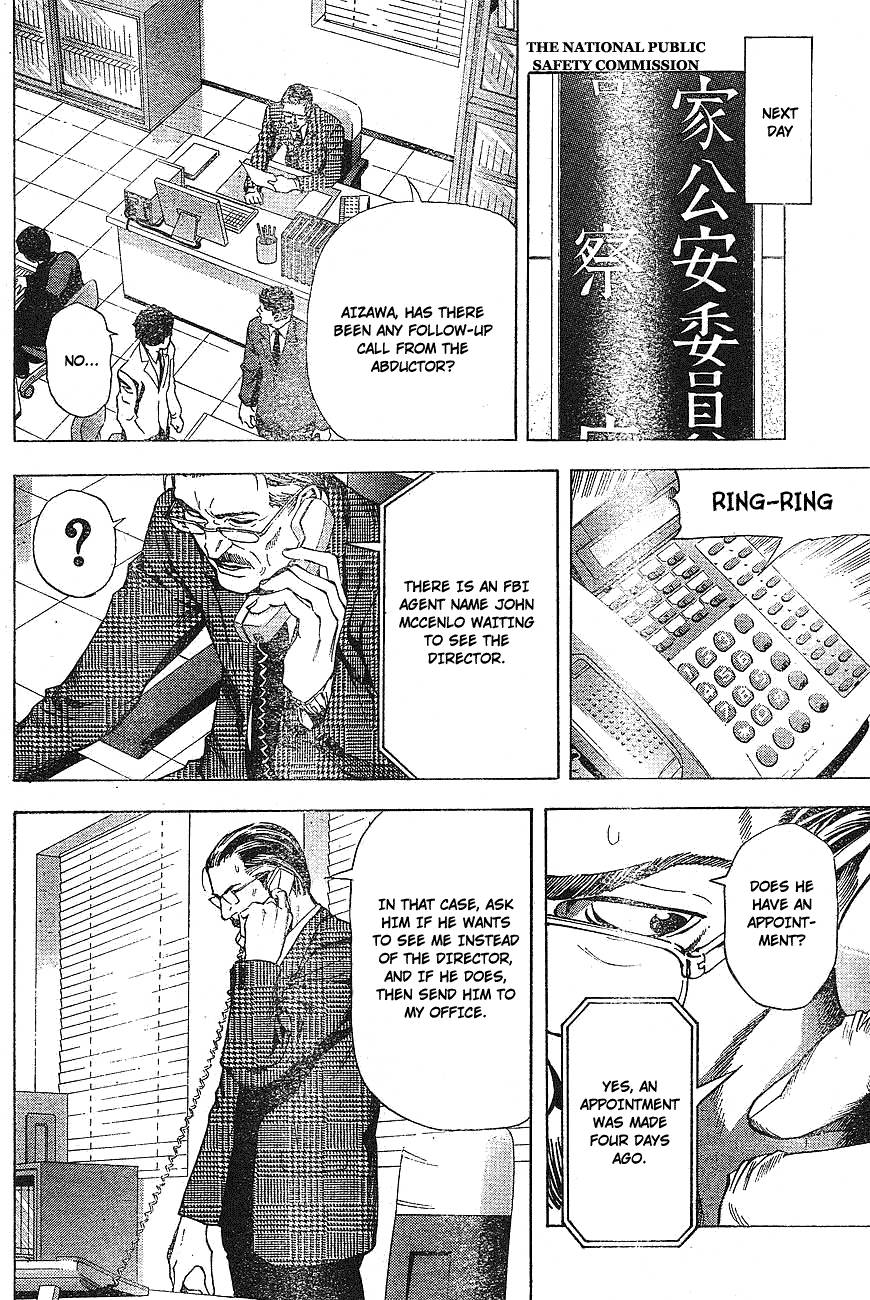 NEXT
DAY
THE NATIONAL PUBLIC
SAFETY COMMISSION
家公安委員
察
AIZAWA, HAS THERE
BEEN ANY FOLLOW-UP
CALL FROM THE
ABDUCTOR?
NO...
RING-RING
THERE IS AN FBI
AGENT NAME JOHN
MCCENLO WAITING
TO SEE THE
DIRECTOR.
?
DOES HE
HAVE AN
APPOINT-
MENT?
YES, AN
APPOINTMENT
WAS MADE
FOUR DAYS
AGO.
IN THAT CASE, ASK
HIM IF HE WANTS
TO SEE ME INSTEAD
OF THE DIRECTOR,
AND IF HE DOES,
THEN SEND HIM TO
MY OFFICE.